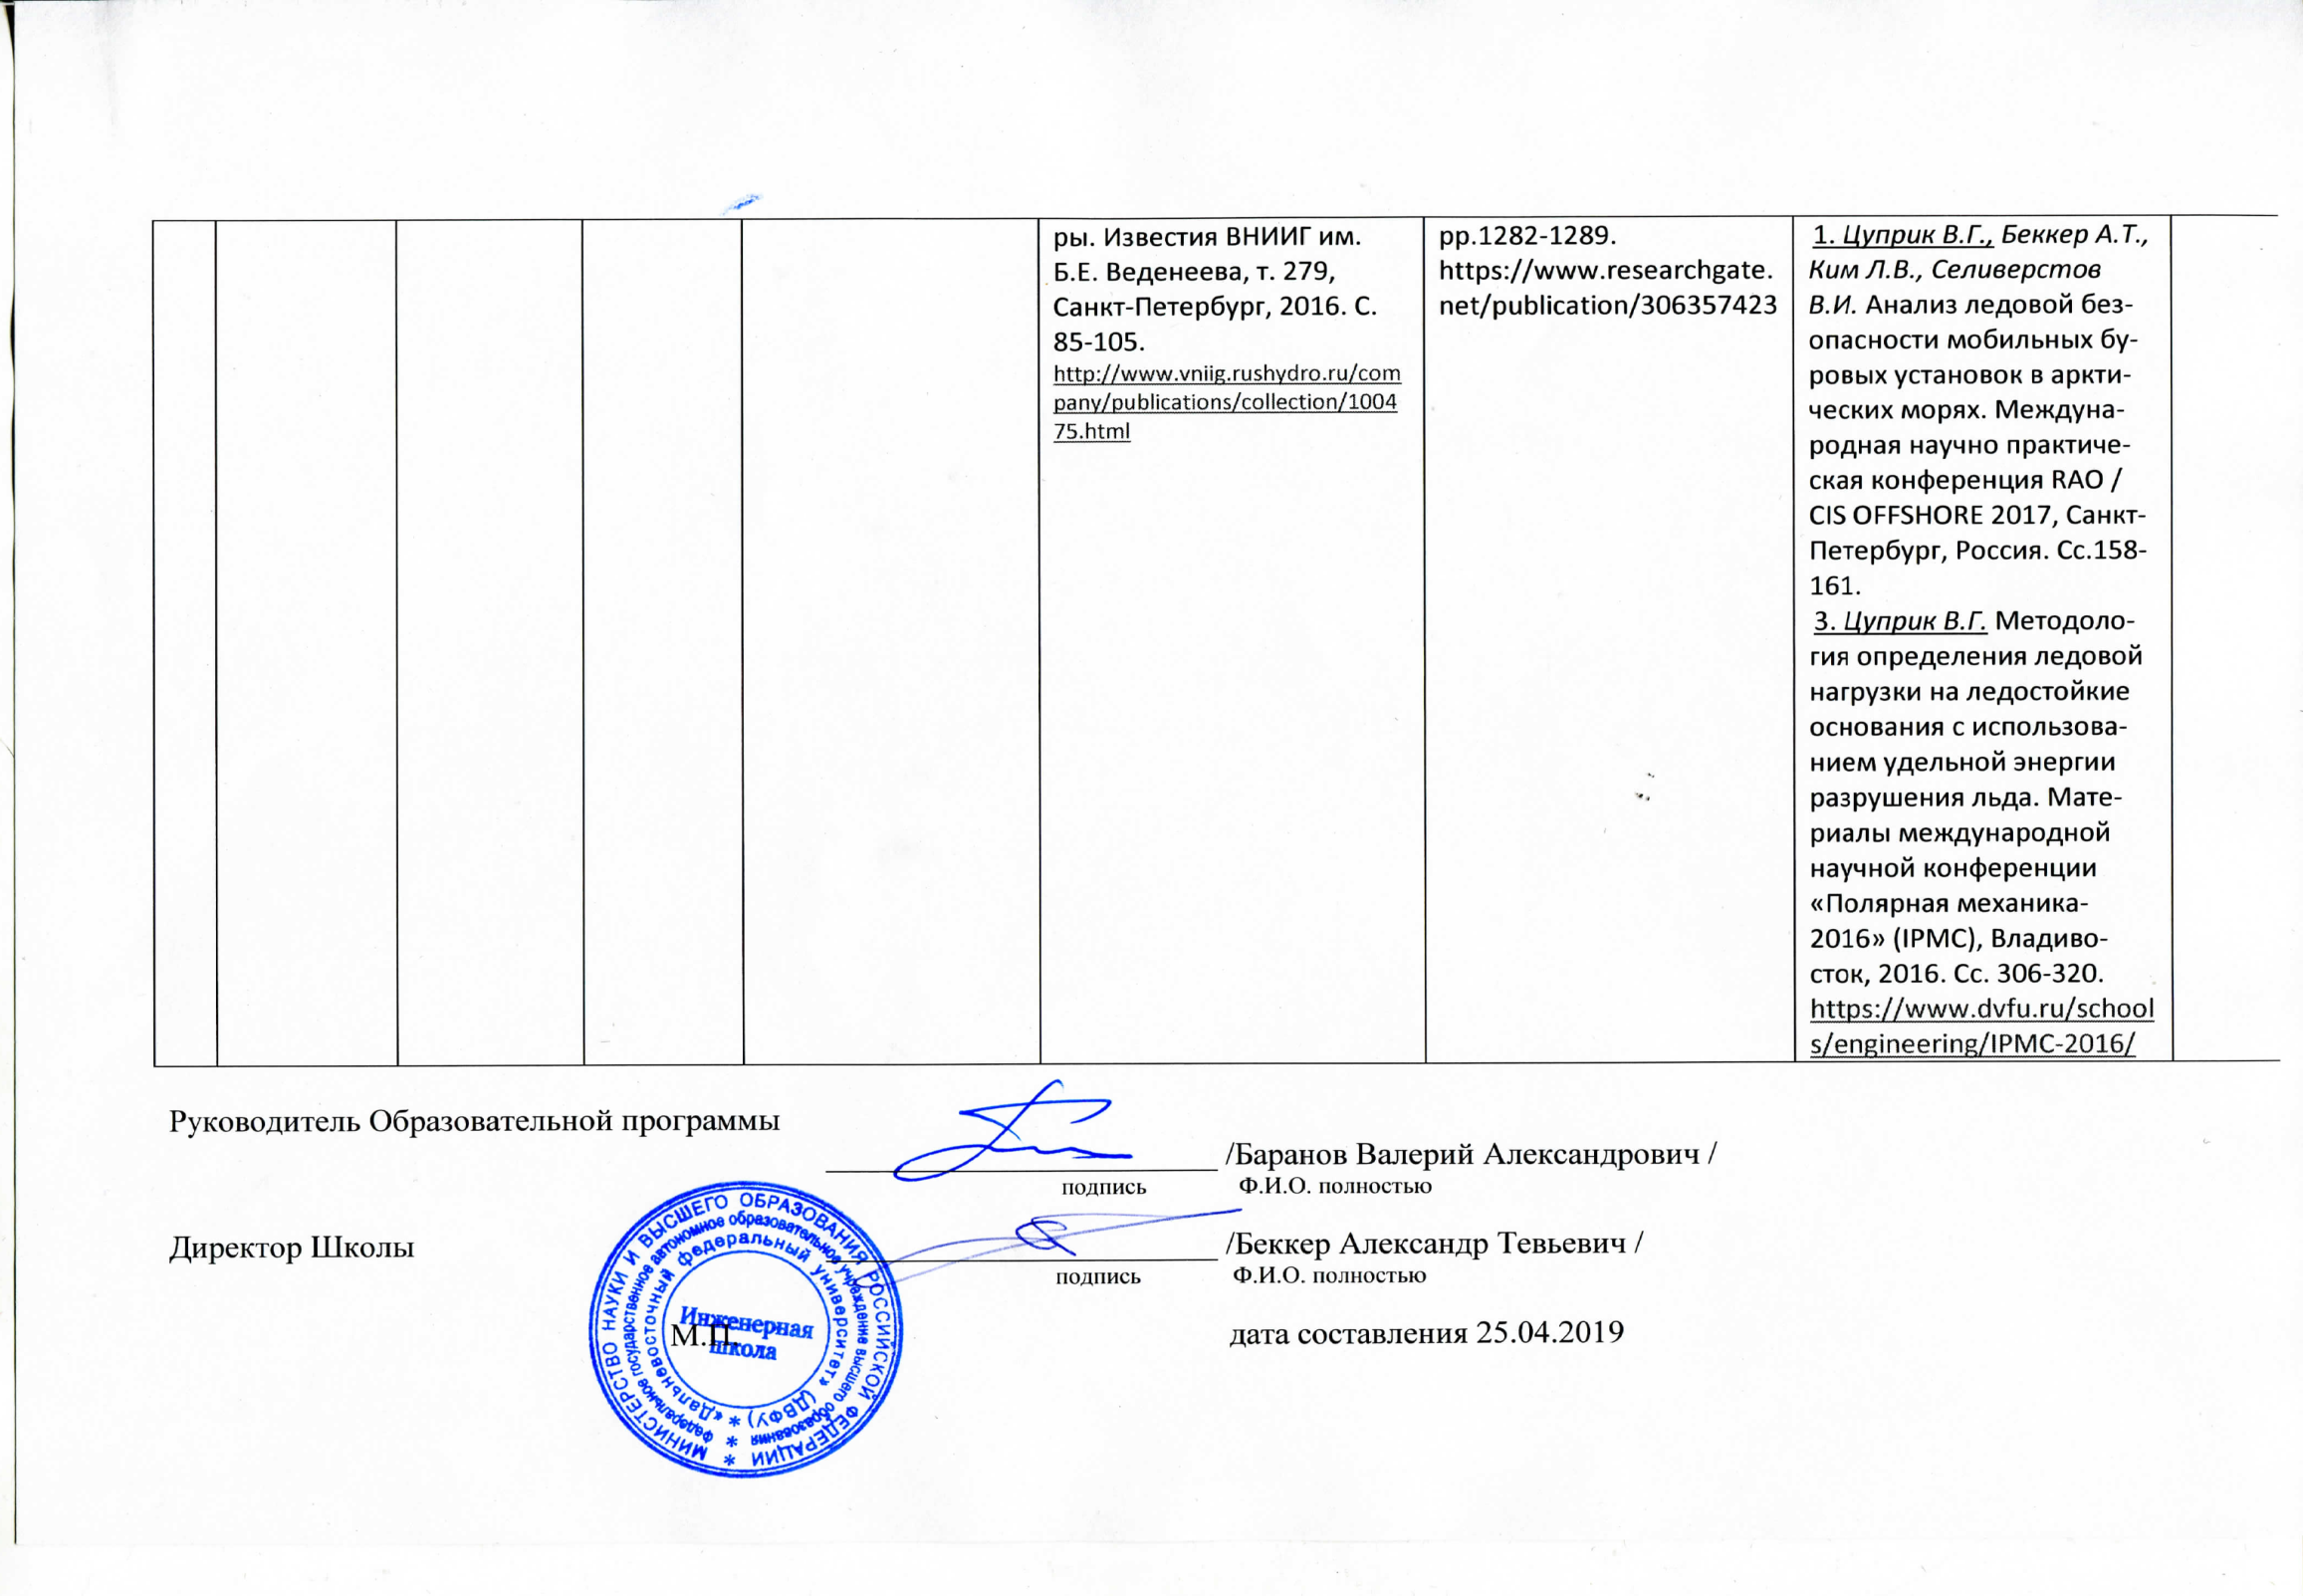 ры. Известия ВНИИГ им.
Б.Е. Веденеева, т. 279,
Санкт-Петербург, 2016. С.
85-105.
http://www.vniig.rushydro.ru/com
pany/publications/collection/1004
75.html
pp.1282-1289.
https://www.researchgate.
net/publication/306357423
1. Цуприк В.Г., Беккер А.Т.,
Ким Л.В., Селиверстов
В.И. Анализ ледовой без-
опасности мобильных бу-
ровых установок в аркти-
ческих морях. Междуна-
родная научно практиче-
ская конференция RAO /
CIS OFFSHORE 2017, Санкт-
Петербург, Россия. Сс.158-
161.
3. Цуприк В.Г. Методоло-
гия определения ледовой
нагрузки на ледостойкие
основания с использова-
нием удельной энергии
разрушения льда. Мате-
риалы международной
научной конференции
«Полярная механика-
2016» (IPMC), Владиво-
сток, 2016. Сс. 306-320.
https://www.dvfu.ru/school
s/engineering/IPMC-2016/
Руководитель Образовательной программы
/Баранов Валерий Александрович /
подпись Ф.И.О. полностью
Директор Школы
/Беккер Александр Тевьевич /
подпись Ф.И.О. полностью
М.П.
дата составления 25.04.2019
МИНИСТЕРСТВО НАУКИ И ВЫСШЕГО ОБРАЗОВАНИЯ РОССИЙСКОЙ ФЕДЕРАЦИИ *
федеральное государственное автономное образовательное учреждение высшего образования *
«Дальневосточный федеральный университет» (ДВФУ) *
Инженерная
школа